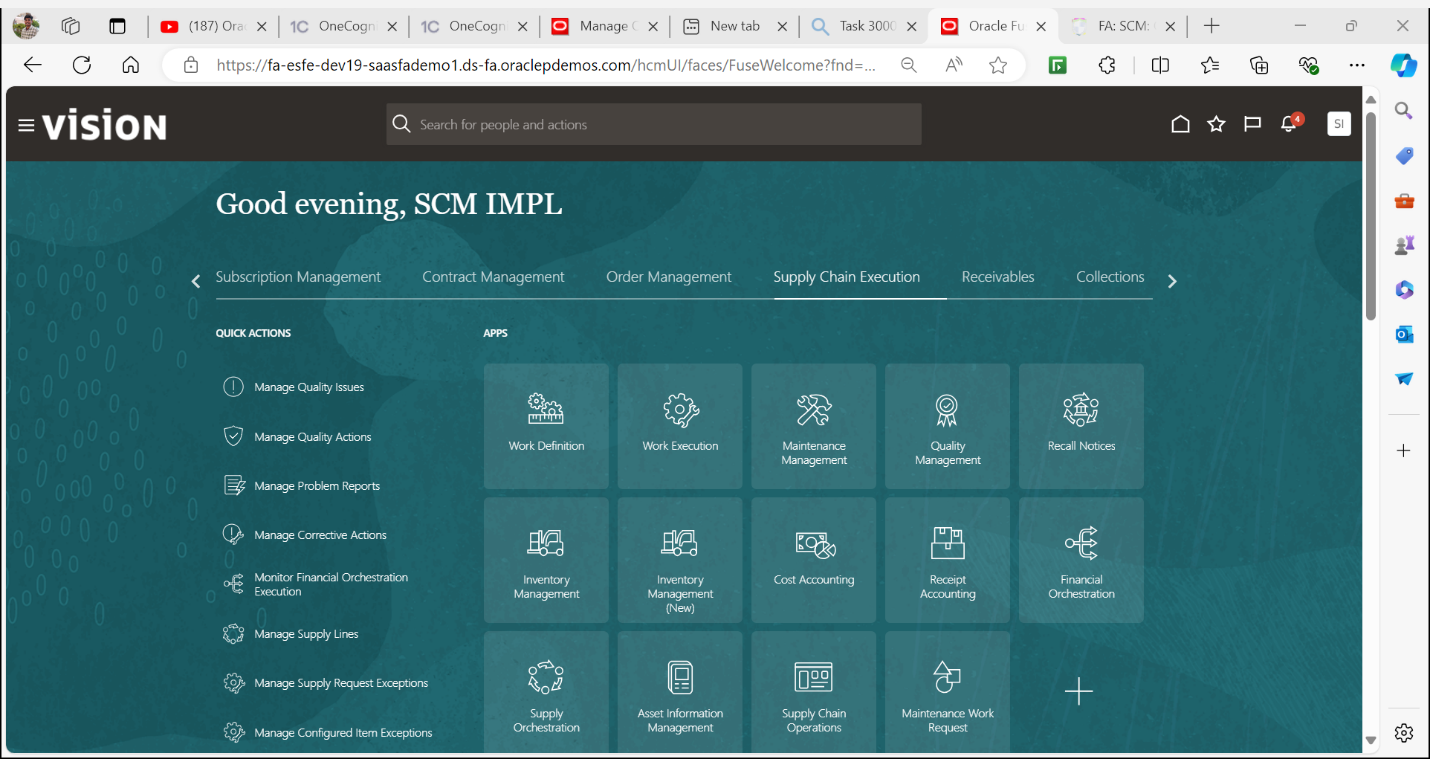 (187) Ora
1C OneCogn
1C OneCogn
Manage C
New tab
Task 3000
Oracle Fu
FA: SCM:
https://fa-esfe-dev19-saasfademo1.ds-fa.oraclepdemos.com/hcmUI/faces/FuseWelcome?fnd=...
vision
Search for people and actions
4
SI
Good evening, SCM IMPL
Subscription Management
Contract Management
Order Management
Supply Chain Execution
Receivables
Collections
QUICK ACTIONS
Manage Quality Issues
Manage Quality Actions
Manage Problem Reports
Manage Corrective Actions
Monitor Financial Orchestration
Execution
Manage Supply Lines
Manage Supply Request Exceptions
Manage Configured Item Exceptions
APPS
Work Definition
Work Execution
Maintenance
Management
Quality
Management
Recall Notices
Inventory
Management
Inventory
Management
(New)
Cost Accounting
Receipt
Accounting
Financial
Orchestration
Supply
Orchestration
Asset Information
Management
Supply Chain
Operations
Maintenance Work
Request